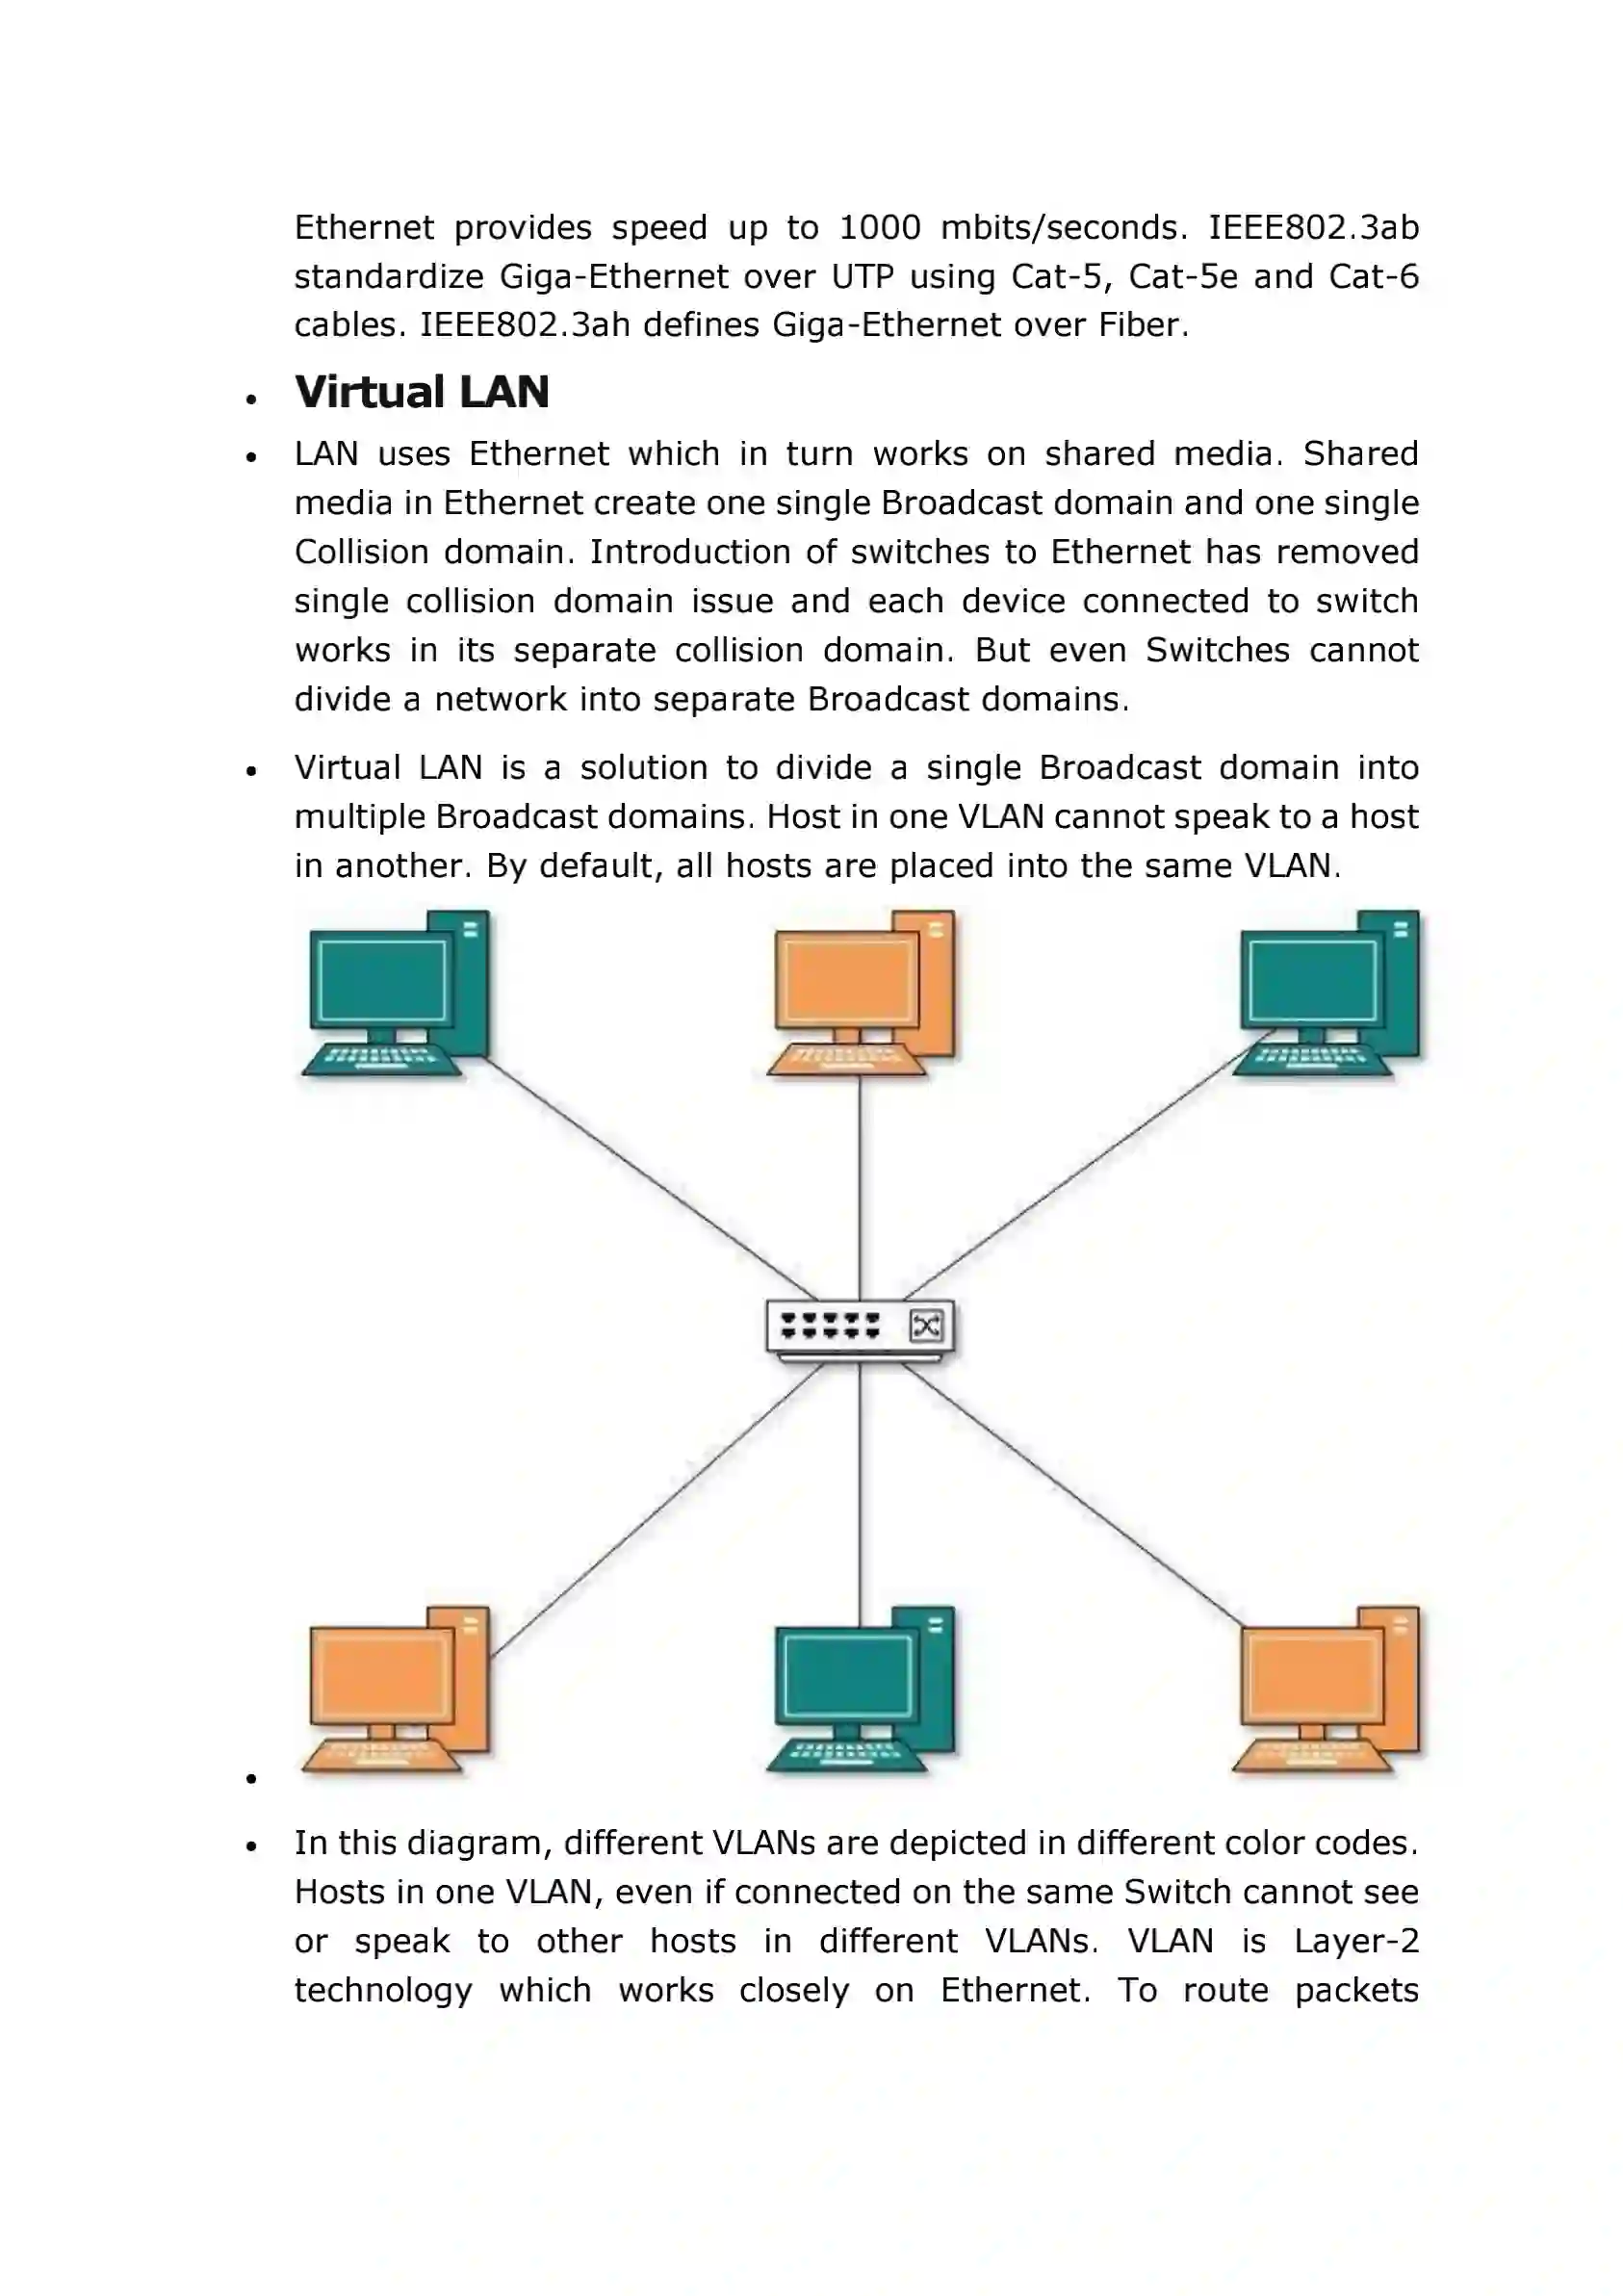 Ethernet provides speed up to 1000 mbits/seconds. IEEE802.3ab
standardize Giga-Ethernet over UTP using Cat-5, Cat-5e and Cat-6
cables. IEEE802.3ah defines Giga-Ethernet over Fiber.
• Virtual LAN
• LAN uses Ethernet which in turn works on shared media. Shared
media in Ethernet create one single Broadcast domain and one single
Collision domain. Introduction of switches to Ethernet has removed
single collision domain issue and each device connected to switch
works in its separate collision domain. But even Switches cannot
divide a network into separate Broadcast domains.
• Virtual LAN is a solution to divide a single Broadcast domain into
multiple Broadcast domains. Host in one VLAN cannot speak to a host
in another. By default, all hosts are placed into the same VLAN.
•
• In this diagram, different VLANs are depicted in different color codes.
Hosts in one VLAN, even if connected on the same Switch cannot see
or speak to other hosts in different VLANs. VLAN is Layer-2
technology which works closely on Ethernet. To route packets